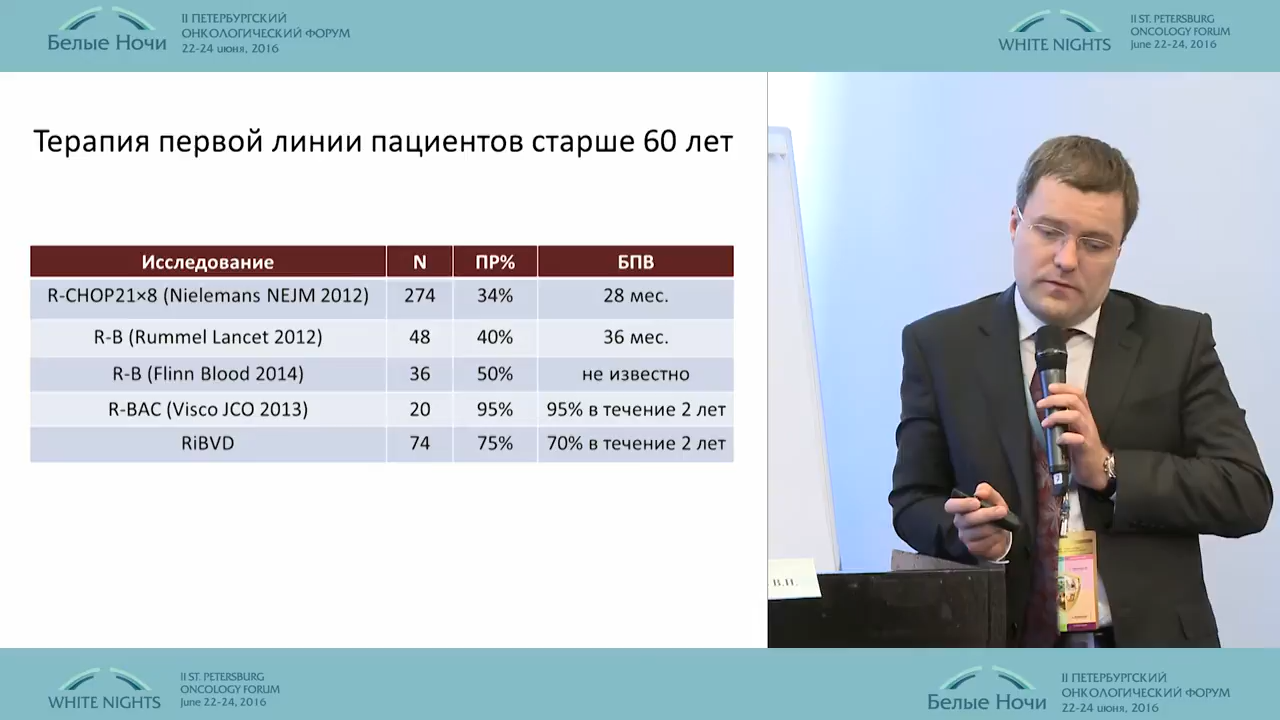 Белые Ночи
II ПЕТЕРБУРГСКИЙ
ОНКОЛОГИЧЕСКИЙ ФОРУМ
22-24 июня, 2016
WHITE NIGHTS
II ST. PETERSBURG
ONCOLOGY FORUM
June 22-24, 2016
Терапия первой линии пациентов старше 60 лет
Исследование N ПР% БПВ
R-CHOP21×8 (Nielemans NEJM 2012) 274 34% 28 мес.
R-B (Rummel Lancet 2012) 48 40% 36 мес.
R-B (Flinn Blood 2014) 36 50% не известно
R-BAC (Visco JCO 2013) 20 95% 95% в течение 2 лет
RiBVD 74 75% 70% в течение 2 лет
В.И.
WHITE NIGHTS
II ST. PETERSBURG
ONCOLOGY FORUM
June 22-24, 2016
Белые Ночи
II ПЕТЕРБУРГСКИЙ
ОНКОЛОГИЧЕСКИЙ ФОРУМ
22-24 июня, 2016